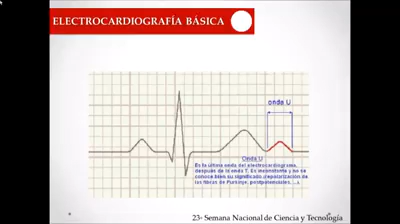 ELECTROCARDIOGRAFÍA BÁSICA
onda U
Onda U
Es la última onda del electrocardiograma,
después de la onda T. Es inconstante y no se
conoce bien su significado (repolarización de
las fibras de Purkinje, postpotenciales, ...).
23ª Semana Nacional de Ciencia y Tecnología